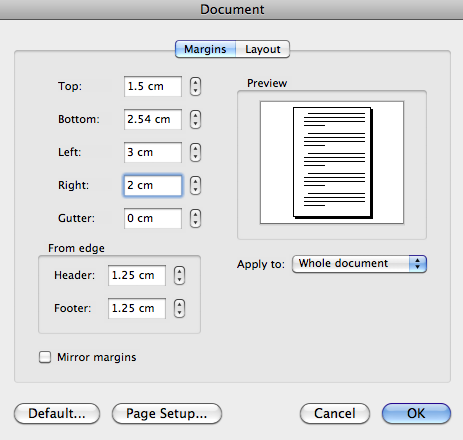 Document
Margins Layout
Top: 1.5 cm
Bottom: 2.54 cm
Left: 3 cm
Right: 2 cm
Gutter: 0 cm
From edge
Header: 1.25 cm
Footer: 1.25 cm
Mirror margins
Preview
Apply to: Whole document
Default... Page Setup... Cancel OK